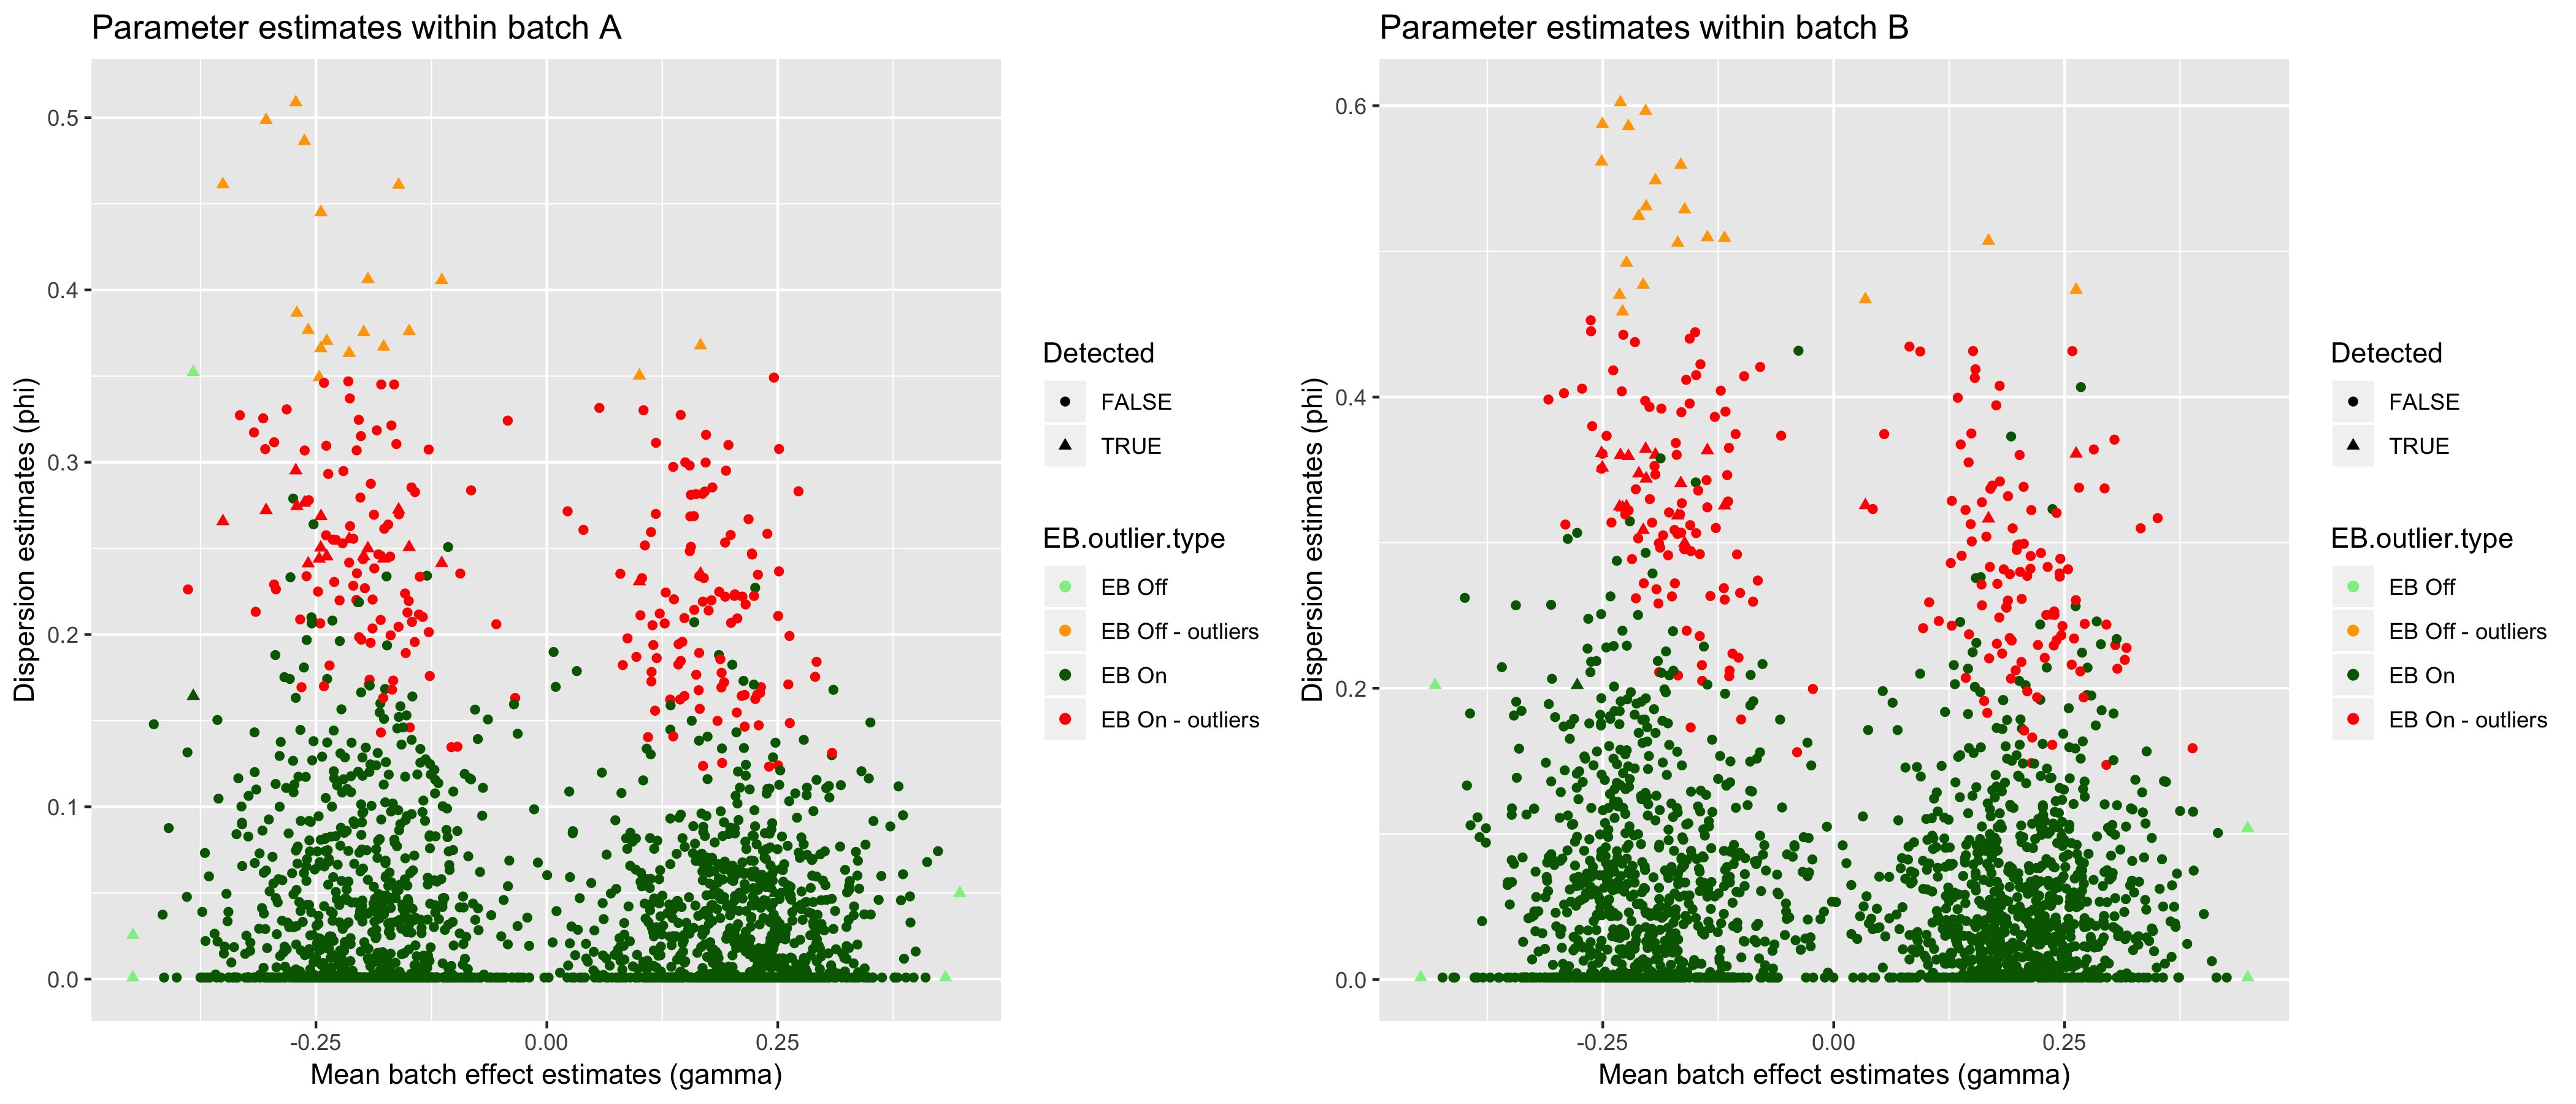 Parameter estimates within batch A
Dispersion estimates (phi)
0.5
0.4
0.3
0.2
0.1
0.0
-0.25
0.00
0.25
Mean batch effect estimates (gamma)
Detected
FALSE
TRUE
EB.outlier.type
EB Off
EB Off - outliers
EB On
EB On - outliers
Parameter estimates within batch B
Dispersion estimates (phi)
0.6
0.4
0.2
0.0
-0.25
0.00
0.25
Mean batch effect estimates (gamma)
Detected
FALSE
TRUE
EB.outlier.type
EB Off
EB Off - outliers
EB On
EB On - outliers